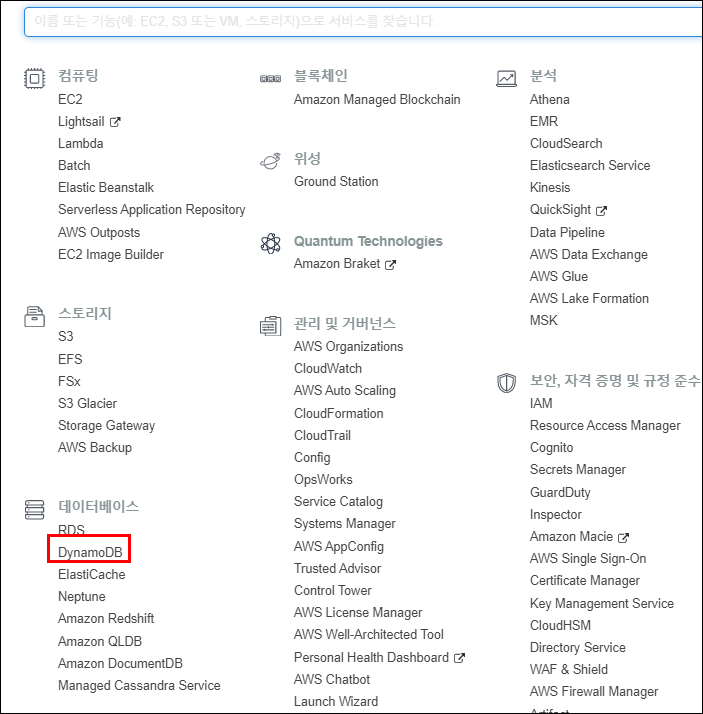 이름 또는 기능(예: EC2, S3 또는 VM, 스토리지)으로 서비스를 찾습니다.
컴퓨팅
EC2
Lightsail
Lambda
Batch
Elastic Beanstalk
Serverless Application Repository
AWS Outposts
EC2 Image Builder
스토리지
S3
EFS
FSx
S3 Glacier
Storage Gateway
AWS Backup
데이터베이스
RDS
DynamoDB
ElastiCache
Neptune
Amazon Redshift
Amazon QLDB
Amazon DocumentDB
Managed Cassandra Service
블록체인
Amazon Managed Blockchain
위성
Ground Station
Quantum Technologies
Amazon Braket
관리 및 거버넌스
AWS Organizations
CloudWatch
AWS Auto Scaling
CloudFormation
CloudTrail
Config
OpsWorks
Service Catalog
Systems Manager
AWS AppConfig
Trusted Advisor
Control Tower
AWS License Manager
AWS Well-Architected Tool
Personal Health Dashboard
AWS Chatbot
Launch Wizard
분석
Athena
EMR
CloudSearch
Elasticsearch Service
Kinesis
QuickSight
Data Pipeline
AWS Data Exchange
AWS Glue
AWS Lake Formation
MSK
보안, 자격 증명 및 규정 준수
IAM
Resource Access Manager
Cognito
Secrets Manager
GuardDuty
Inspector
Amazon Macie
AWS Single Sign-On
Certificate Manager
Key Management Service
CloudHSM
Directory Service
WAF & Shield
AWS Firewall Manager
Artifact